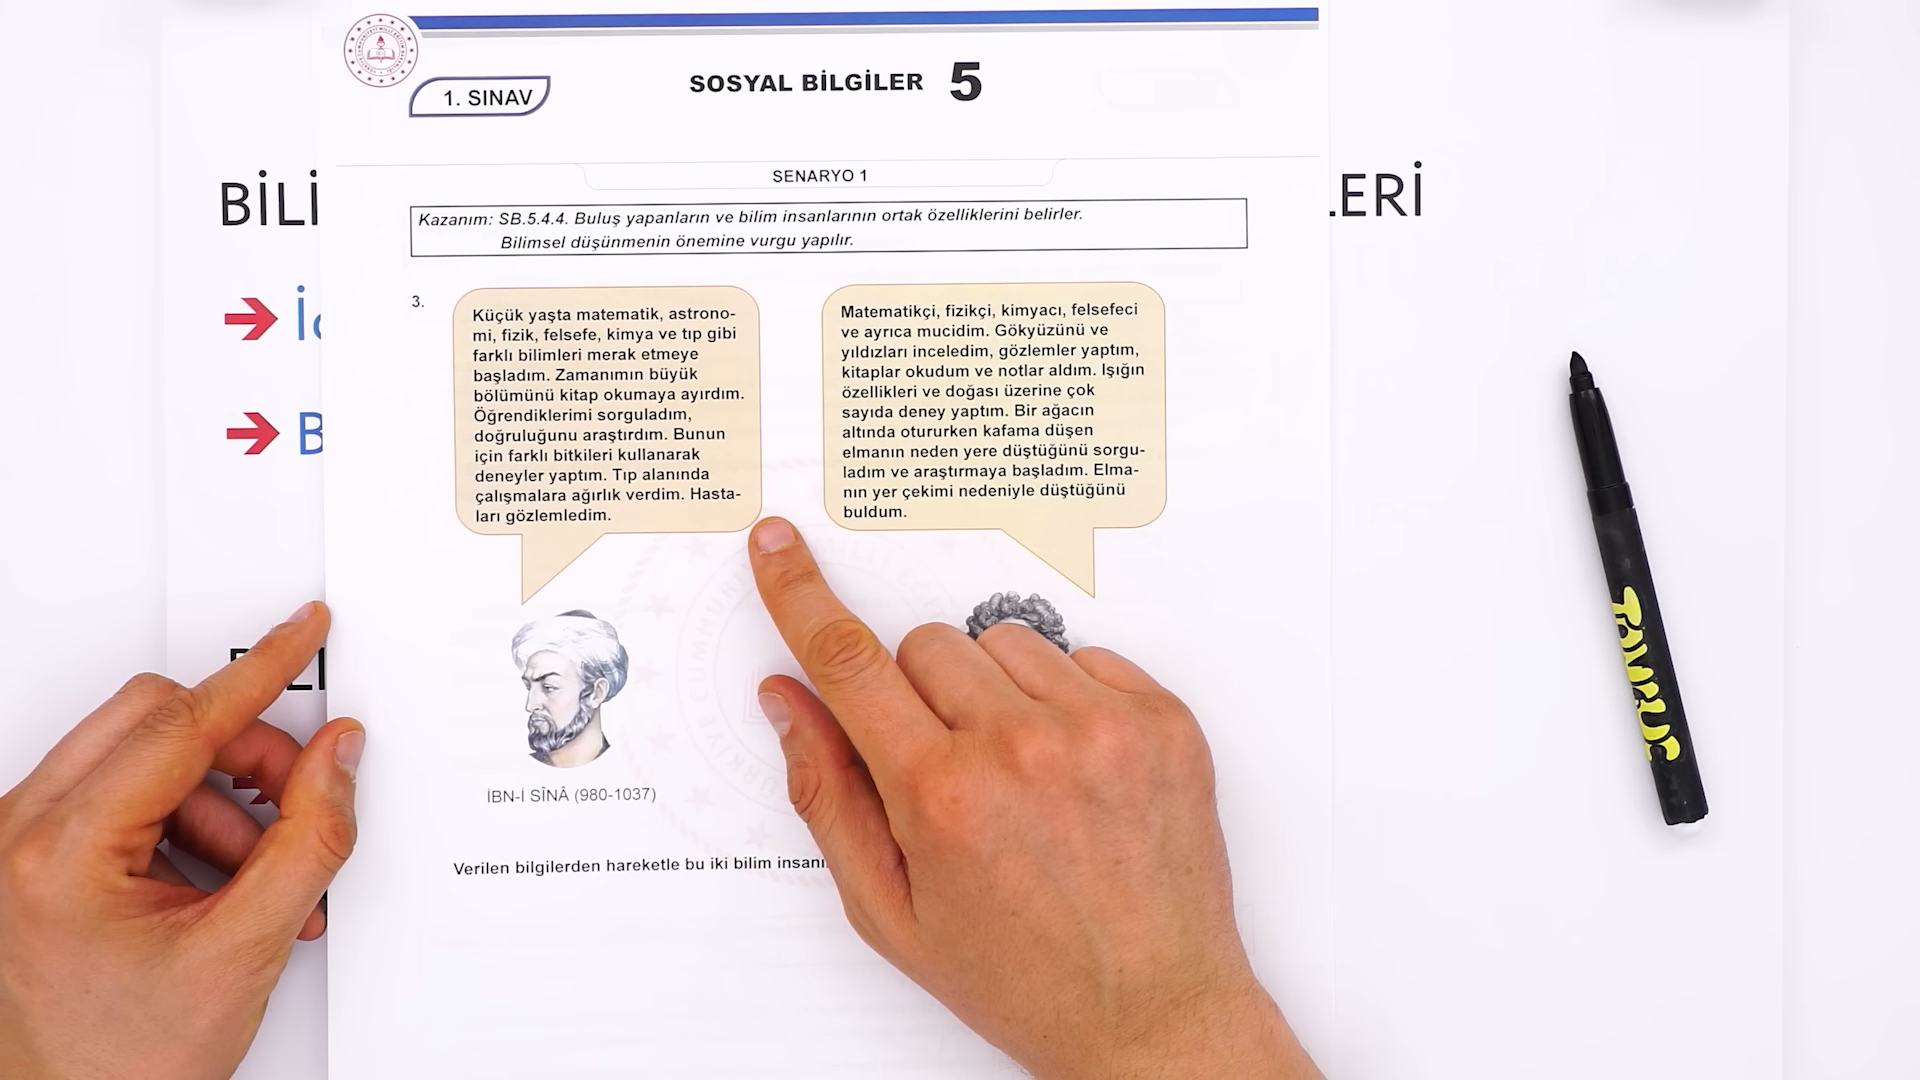 1. SINAV
SOSYAL BİLGİLER 5
SENARYO 1
Kazanım: SB.5.4.4. Buluş yapanların ve bilim insanlarının ortak özelliklerini belirler.
Bilimsel düşünmenin önemine vurgu yapılır.
3.
Küçük yaşta matematik, astrono-
mi, fizik, felsefe, kimya ve tıp gibi
farklı bilimleri merak etmeye
başladım. Zamanımın büyük
bölümünü kitap okumaya ayırdım.
Öğrendiklerimi sorguladım,
doğruluğunu araştırdım. Bunun
için farklı bitkileri kullanarak
deneyler yaptım. Tıp alanında
çalışmalara ağırlık verdim. Hasta-
ları gözlemledim.
Matematikçi, fizikçi, kimyacı, felsefeci
ve ayrıca mucidim. Gökyüzünü ve
yıldızları inceledim, gözlemler yaptım,
kitaplar okudum ve notlar aldım. Işığın
özellikleri ve doğası üzerine çok
sayıda deney yaptım. Bir ağacın
altında otururken kafama düşen
elmanın neden yere düştüğünü sorgu-
ladım ve araştırmaya başladım. Elma-
nın yer çekimi nedeniyle düştüğünü
buldum.
İBN-İ SÎNÂ (980-1037)
Verilen bilgilerden hareketle bu iki bilim insanı
BİLİ
LERİ
B